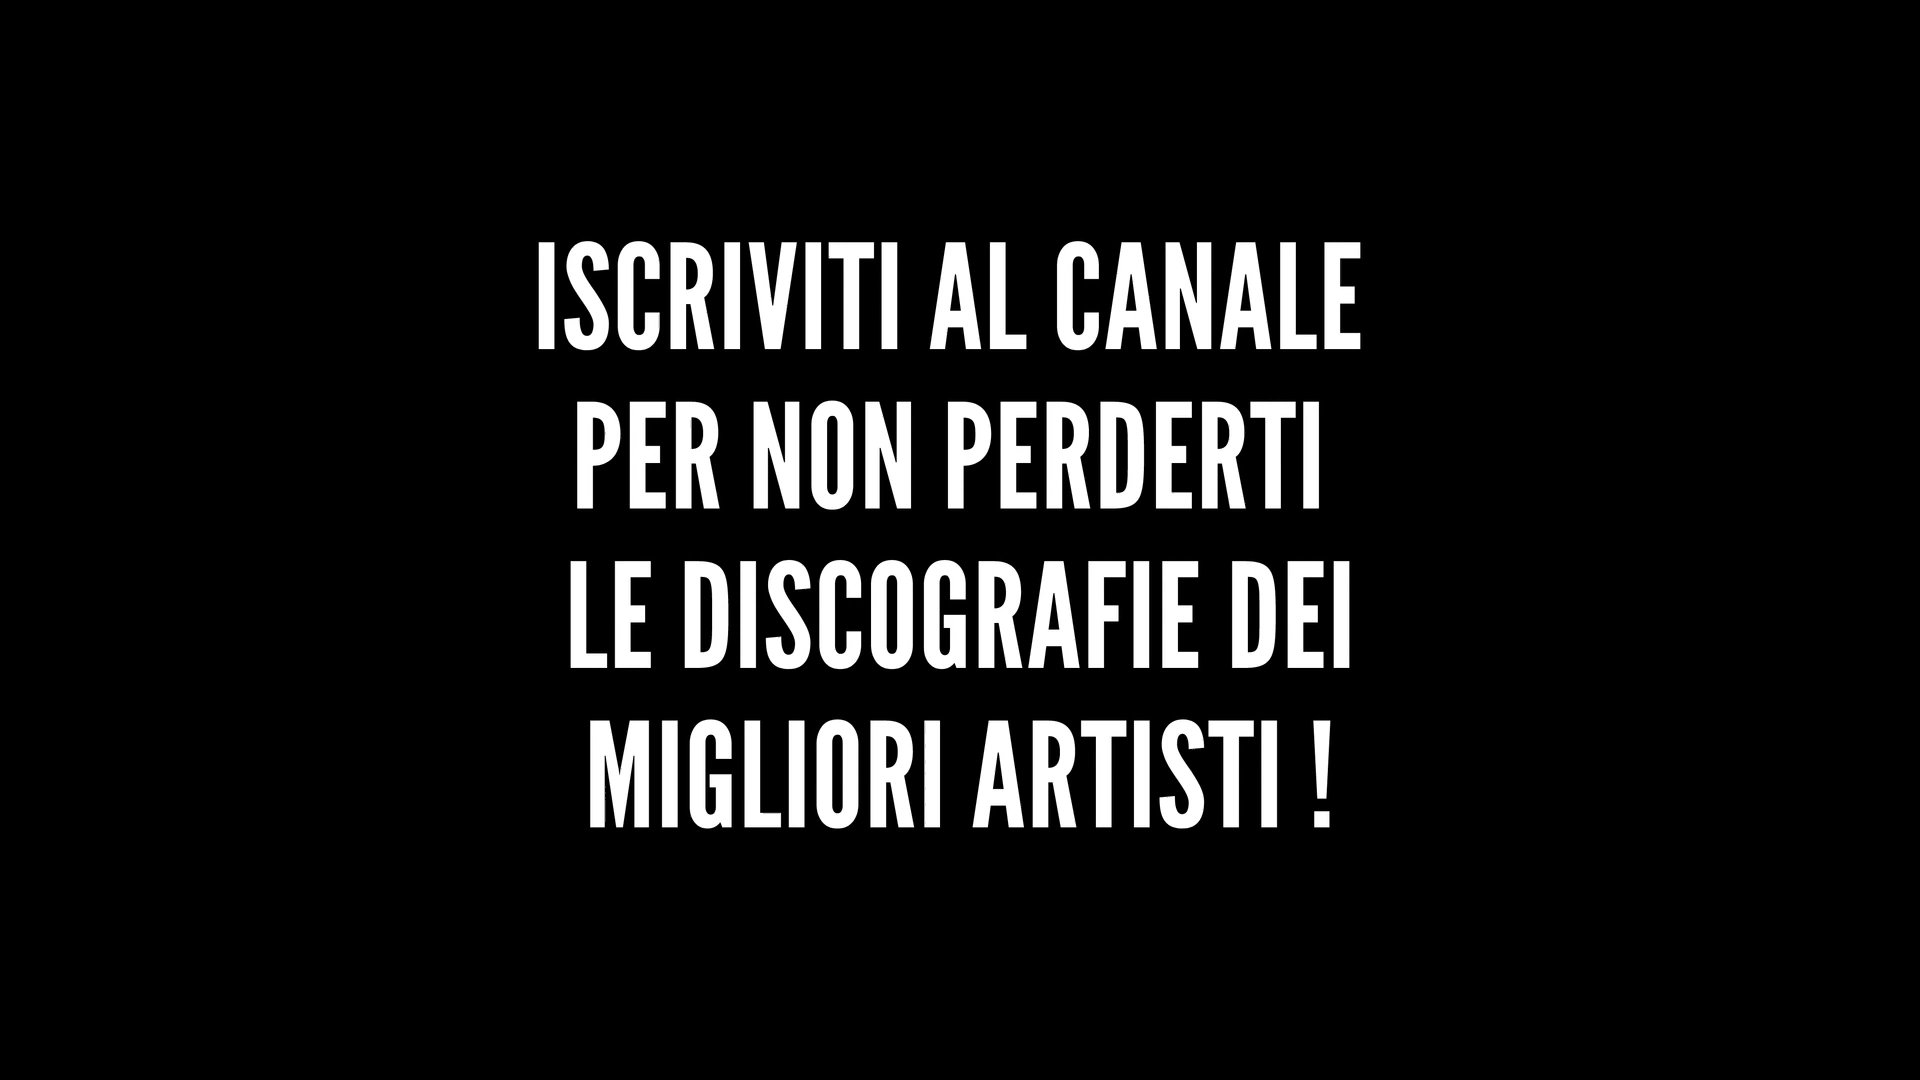 ISCRIVITI AL CANALE
PER NON PERDERTI
LE DISCOGRAFIE DEI
MIGLIORI ARTISTI !